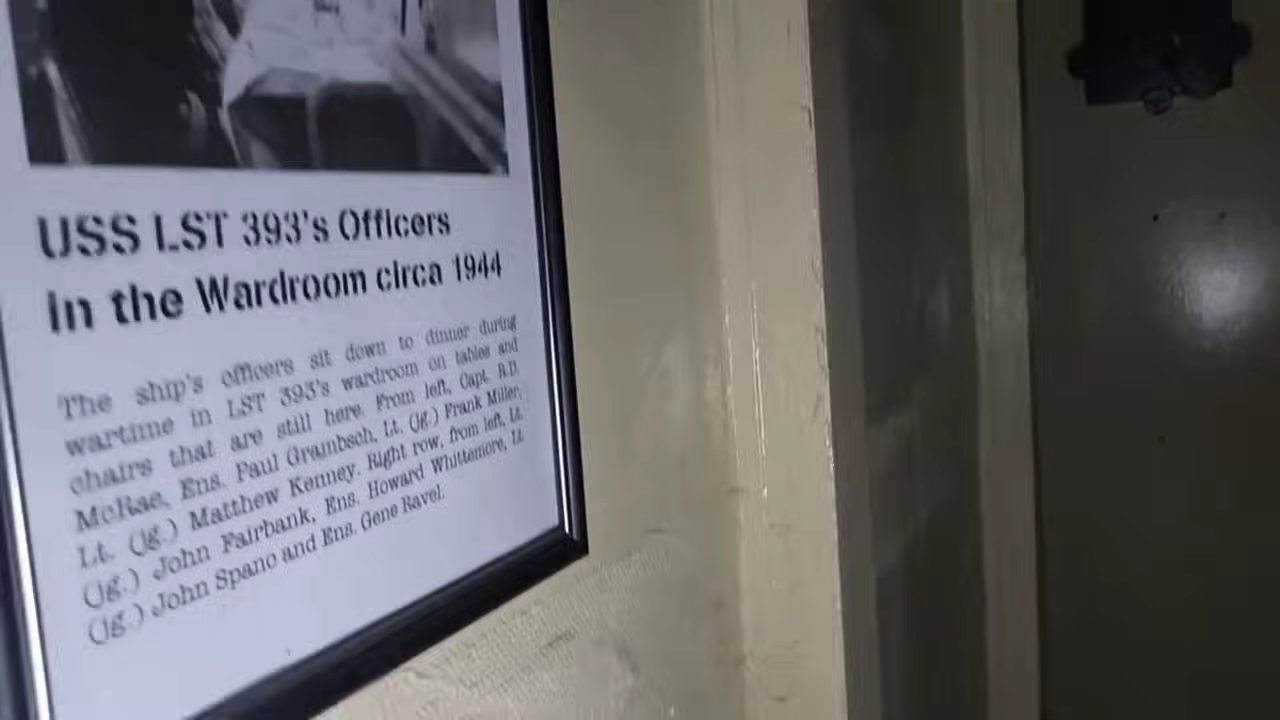 USS LST 393's Officers
in the Wardroom circa 1944
The ship's officers sit down to dinner during
wartime in LST 393's wardroom on tables and
chairs that are still here. From left, Capt. R.D.
McRae, Ens. Paul Grambsch, Lt. (jg.) Frank Miller,
Lt. (jg.) Matthew Kenney. Right row, from left, Lt.
(jg.) John Fairbank, Ens. Howard Whittemore, Lt
(jg.) John Spano and Ens. Gene Ravel.